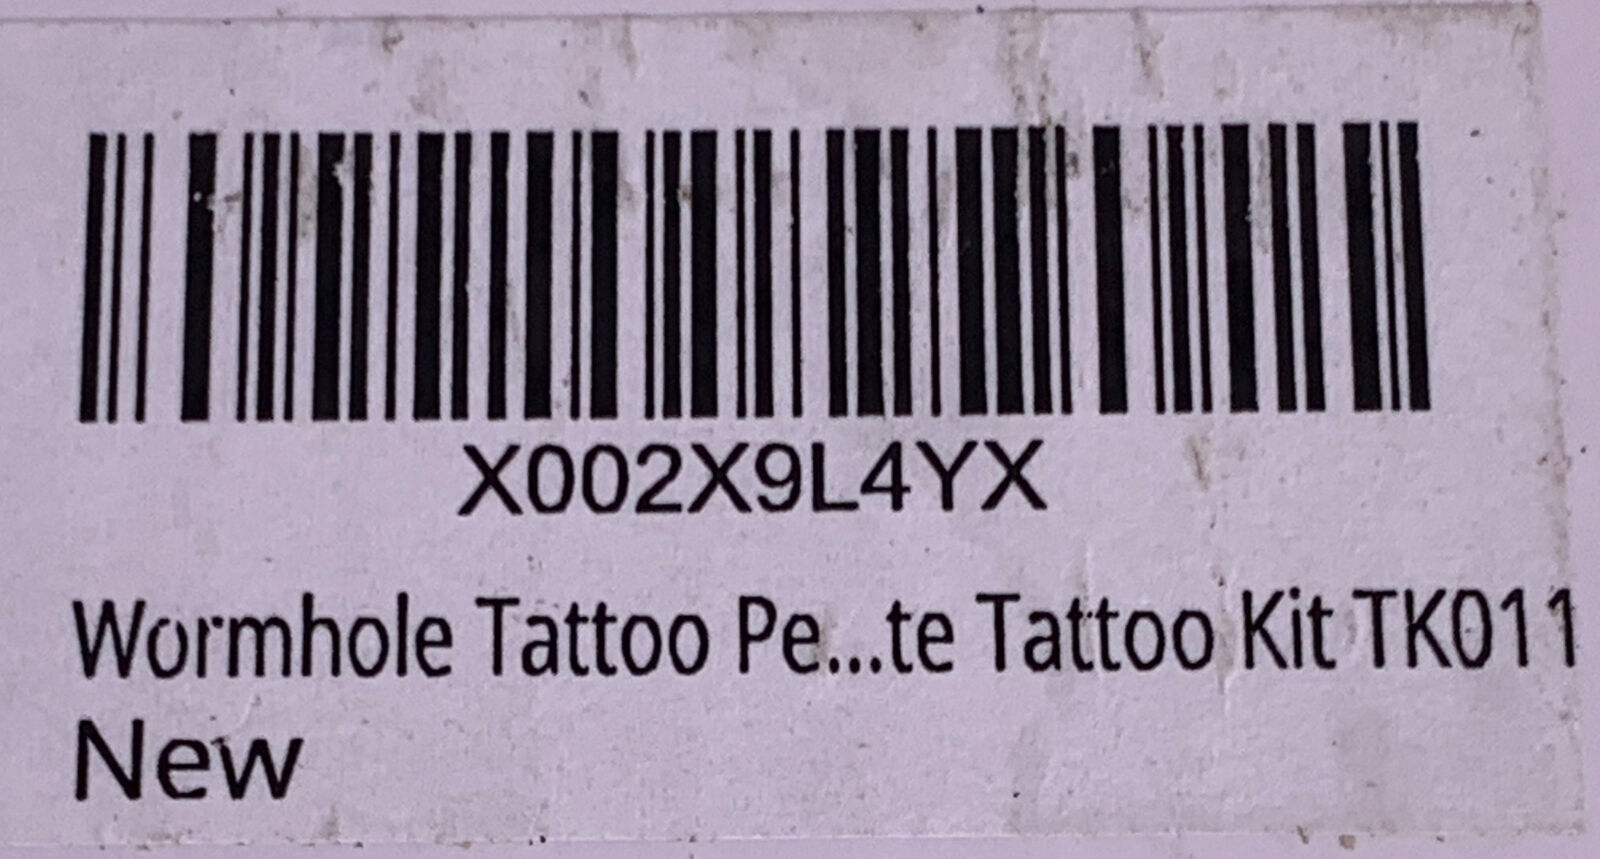 X002X9L4YX
Wormhole Tattoo Pe...te Tattoo Kit TK011
New